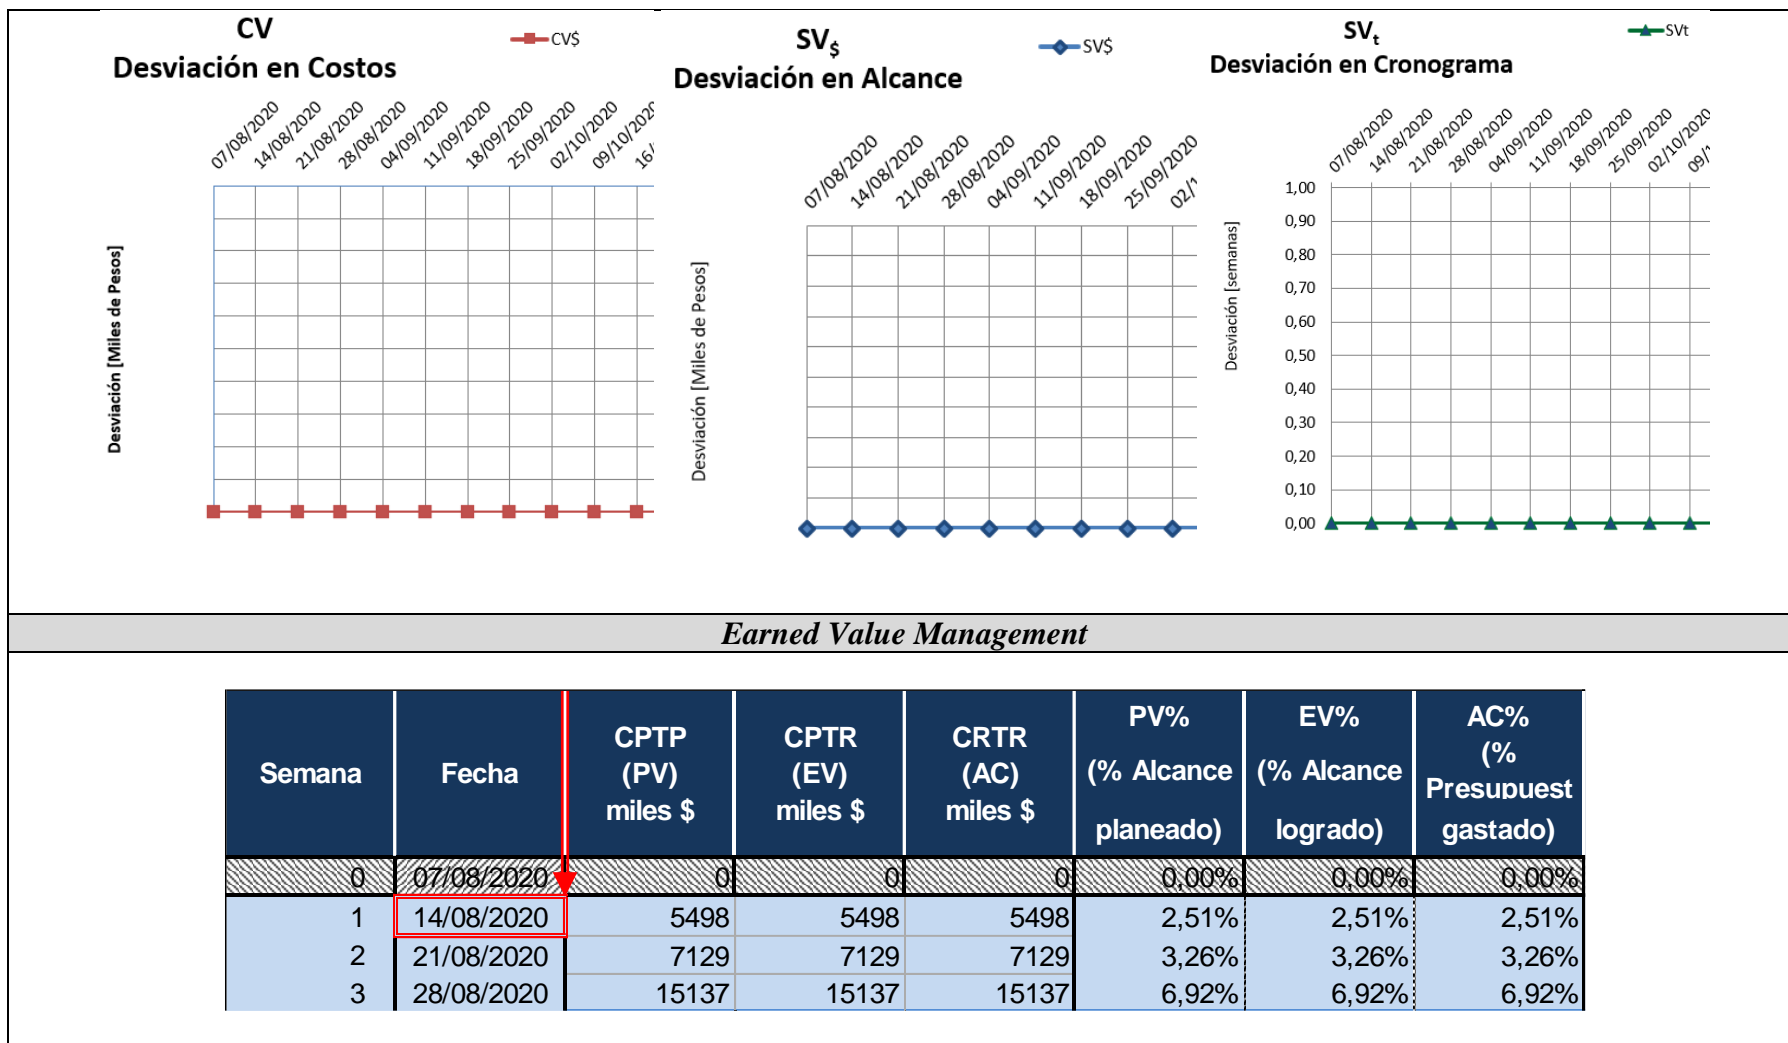 CV
Desviación en Costos
CV$
07/08/2020
14/08/2020
21/08/2020
28/08/2020
04/09/2020
11/09/2020
18/09/2020
25/09/2020
02/10/2020
09/10/2020
16/
Desviación [Miles de Pesos]
SV$
Desviación en Alcance
SV$
07/08/2020
14/08/2020
21/08/2020
28/08/2020
04/09/2020
11/09/2020
18/09/2020
25/09/2020
02/1
Desviación [Miles de Pesos]
SVt
Desviación en Cronograma
SVt
07/08/2020
14/08/2020
21/08/2020
28/08/2020
04/09/2020
11/09/2020
18/09/2020
25/09/2020
02/10/2020
09/1
Desviación [semanas]
1,00
0,90
0,80
0,70
0,60
0,50
0,40
0,30
0,20
0,10
0,00
Earned Value Management
Semana
Fecha
CPTP
(PV)
miles $
CPTR
(EV)
miles $
CRTR
(AC)
miles $
PV%
(% Alcance
planeado)
EV%
(% Alcance
logrado)
AC%
(%
Presupuest
gastado)
0 07/08/2020 0 0 0 0,00% 0,00% 0,00%
1 14/08/2020 5498 5498 5498 2,51% 2,51% 2,51%
2 21/08/2020 7129 7129 7129 3,26% 3,26% 3,26%
3 28/08/2020 15137 15137 15137 6,92% 6,92% 6,92%